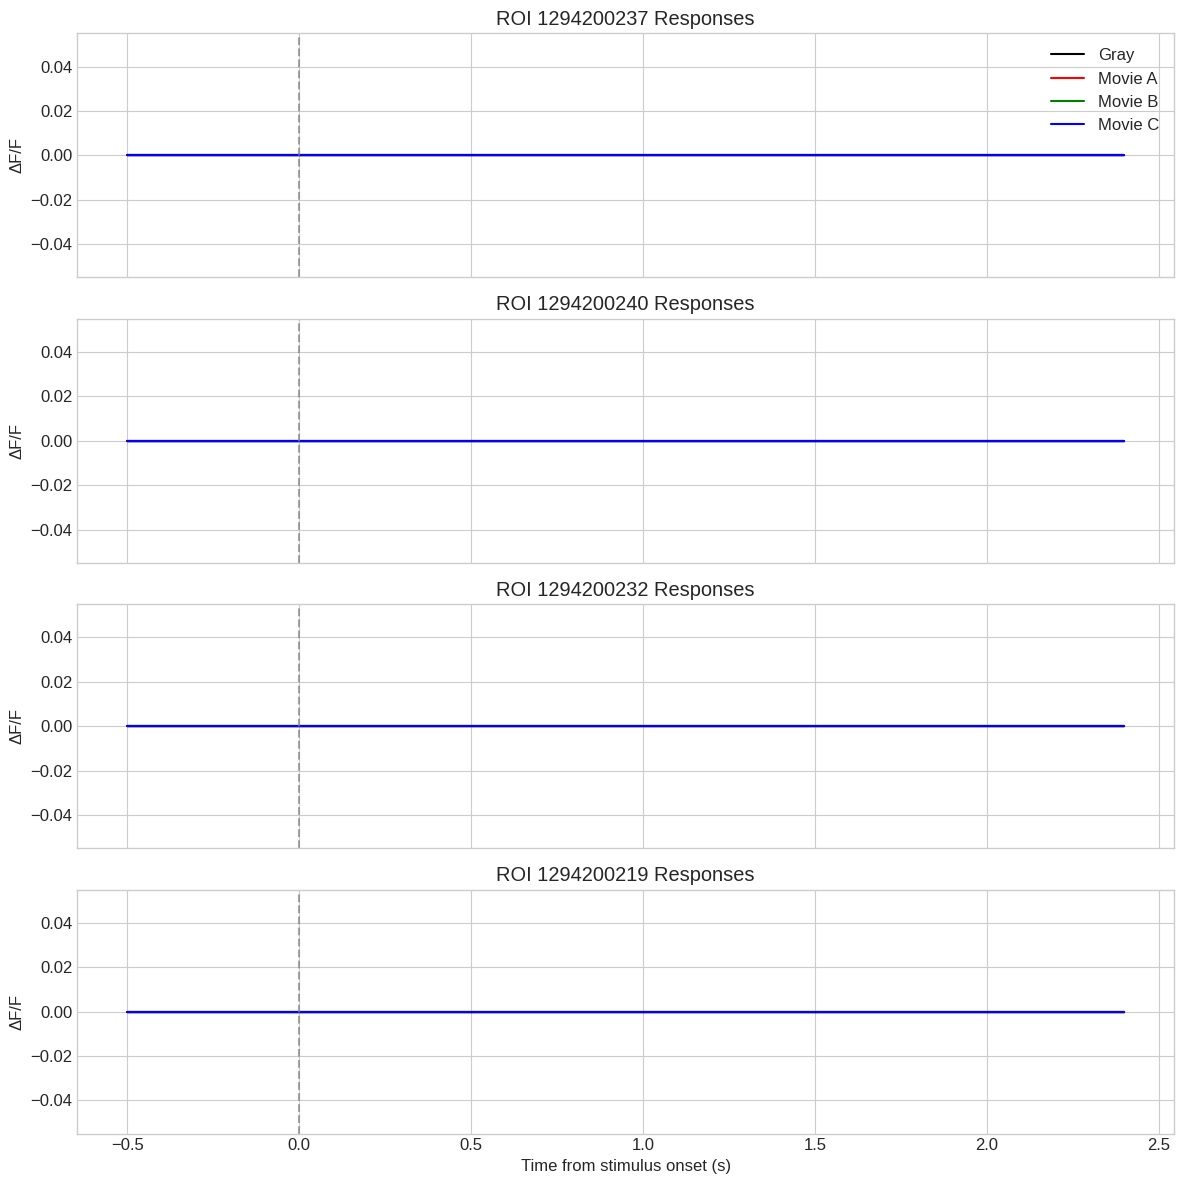 ROI 1294200237 Responses
Gray
Movie A
Movie B
Movie C
0.04
0.02
0.00
−0.02
−0.04
ΔF/F
ROI 1294200240 Responses
0.04
0.02
0.00
−0.02
−0.04
ΔF/F
ROI 1294200232 Responses
0.04
0.02
0.00
−0.02
−0.04
ΔF/F
ROI 1294200219 Responses
0.04
0.02
0.00
−0.02
−0.04
ΔF/F
−0.5 0.0 0.5 1.0 1.5 2.0 2.5
Time from stimulus onset (s)